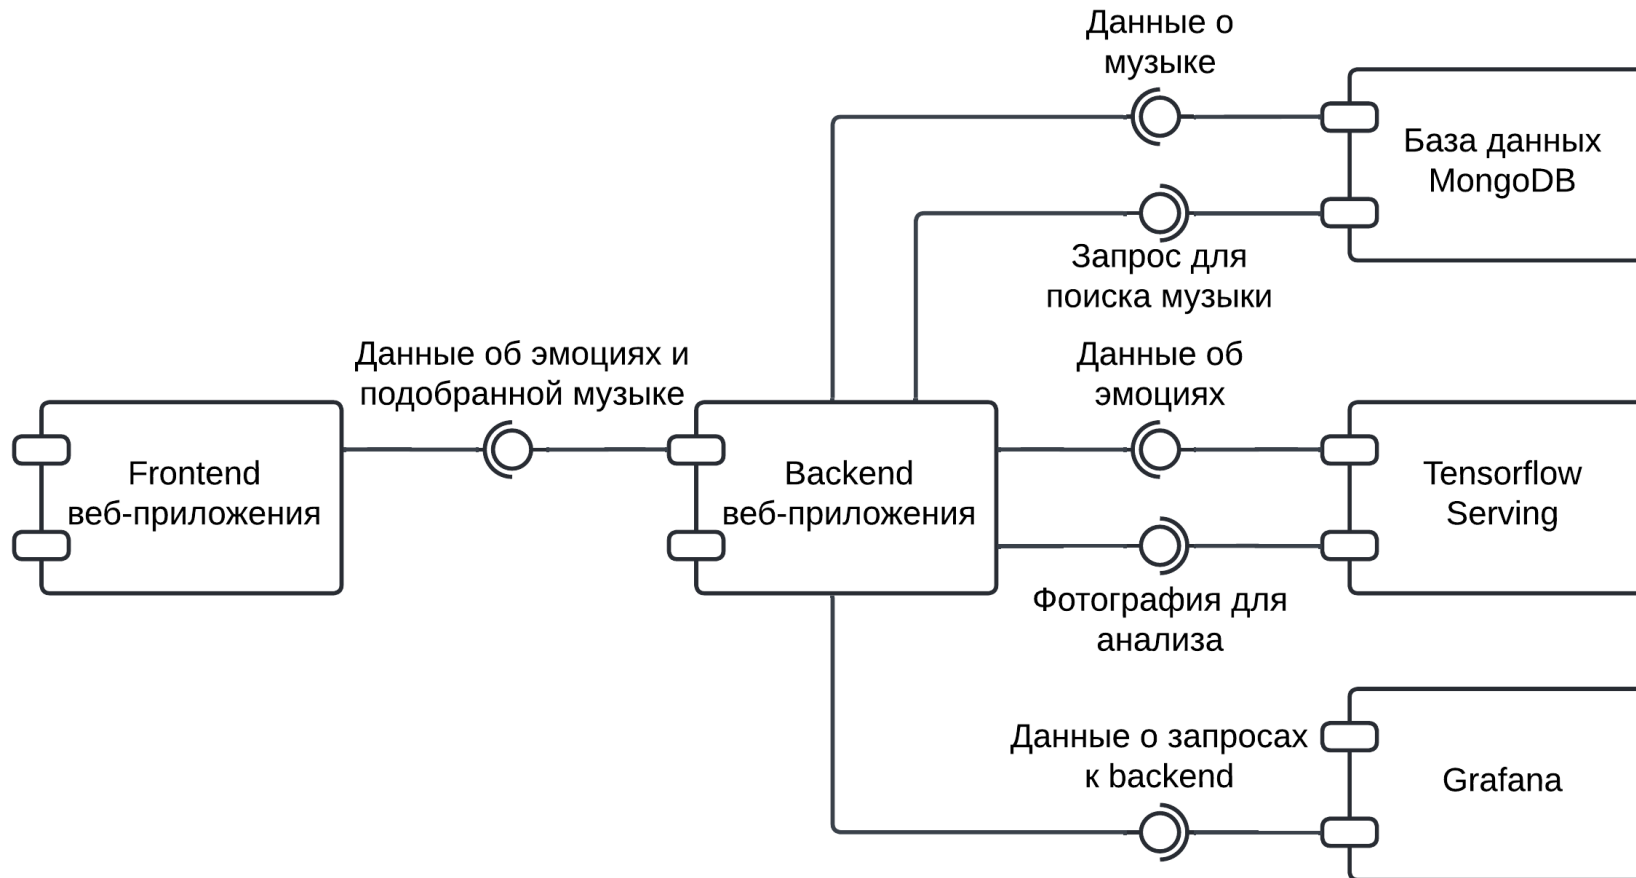 Данные о
музыке
База данных
MongoDB
Запрос для
поиска музыки
Данные об эмоциях и
подобранной музыке
Данные об
эмоциях
Frontend
веб-приложения
Backend
веб-приложения
Tensorflow
Serving
Фотография для
анализа
Данные о запросах
к backend
Grafana